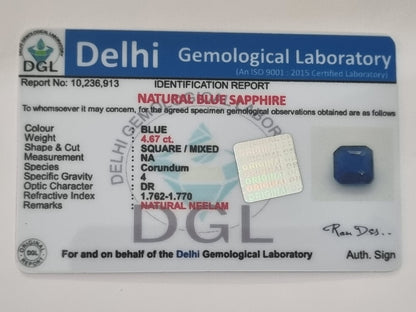 DGL
Delhi Gemological Laboratory
(An ISO 9001 : 2015 Certified Laboratory)
Report No: 10,236,913 IDENTIFICATION REPORT
NATURAL BLUE SAPPHIRE
To whomsoever it may concern, for the agreed specimen gemological observations obtained are as follows
Colour BLUE
Weight 4.67 ct.
Shape & Cut SQUARE / MIXED
Measurement NA
Species Corundum
Specific Gravity 4
Optic Character DR
Refractive Index 1.762-1.770
Remarks NATURAL NEELAM
DGL
ORIGINAL
DGL
REPORT
For and on behalf of the Delhi Gemological Laboratory Auth. Sign